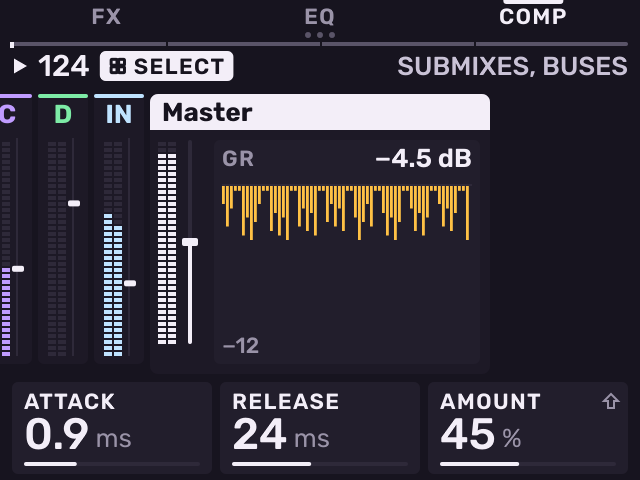 FX EQ COMP
124 SELECT SUBMIXES, BUSES
C D IN Master
GR −4.5 dB
−12
ATTACK RELEASE AMOUNT
0.9 ms 24 ms 45 %